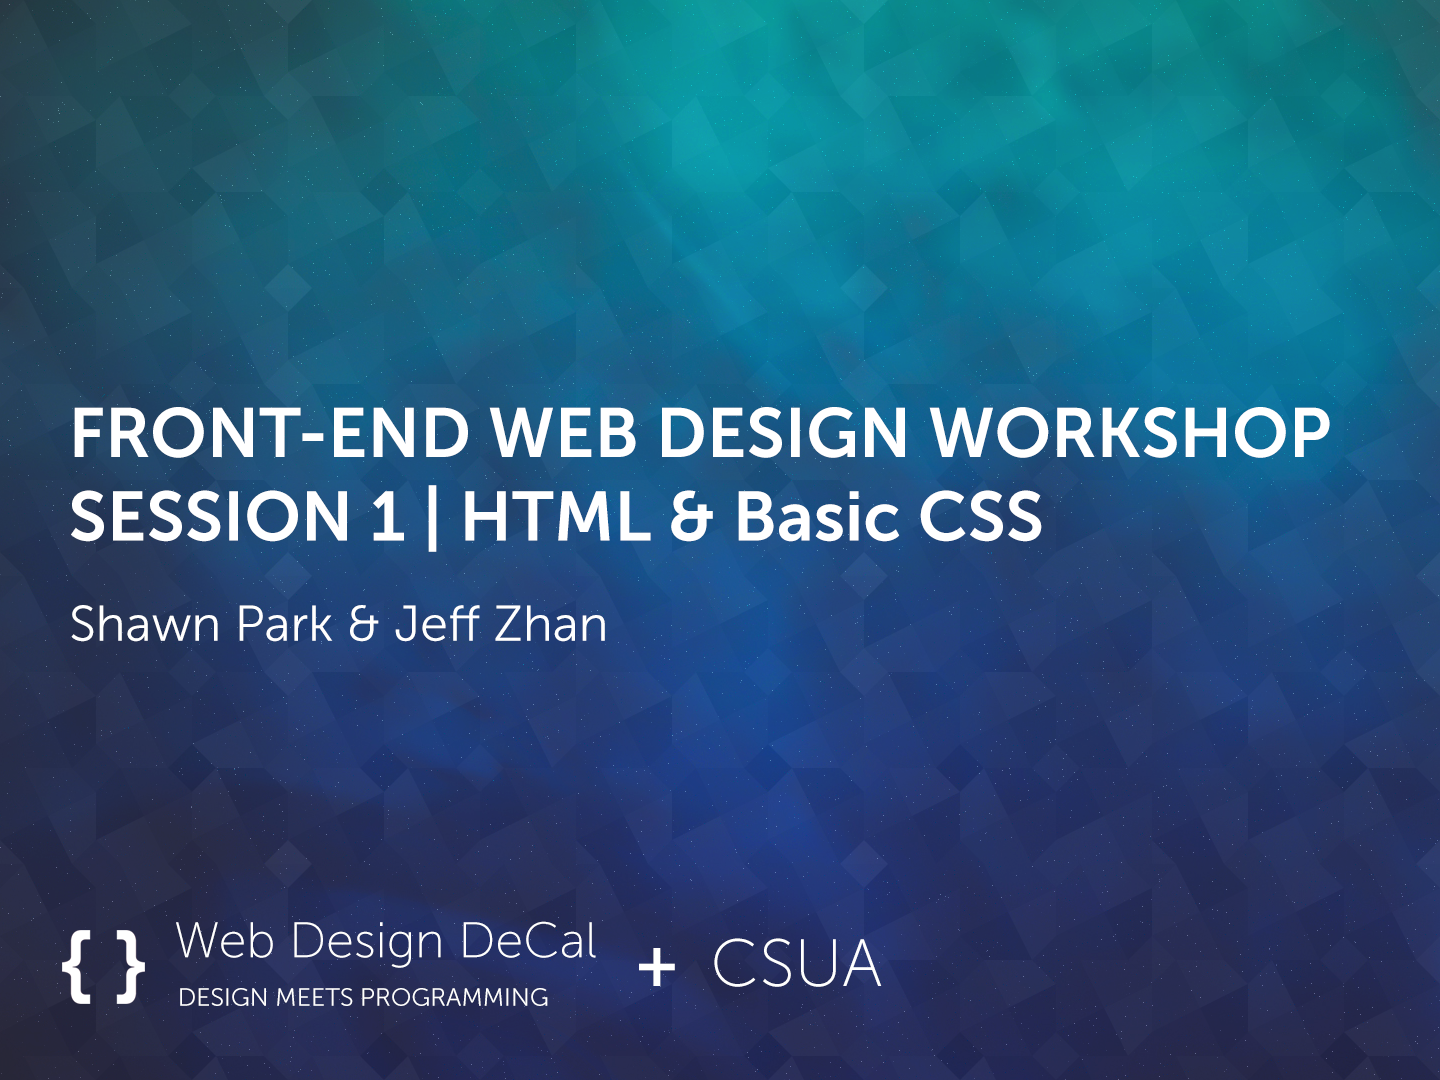 FRONT-END WEB DESIGN WORKSHOP
SESSION 1 | HTML & Basic CSS
Shawn Park & Jeff Zhan
{ } Web Design DeCal + CSUA
DESIGN MEETS PROGRAMMING